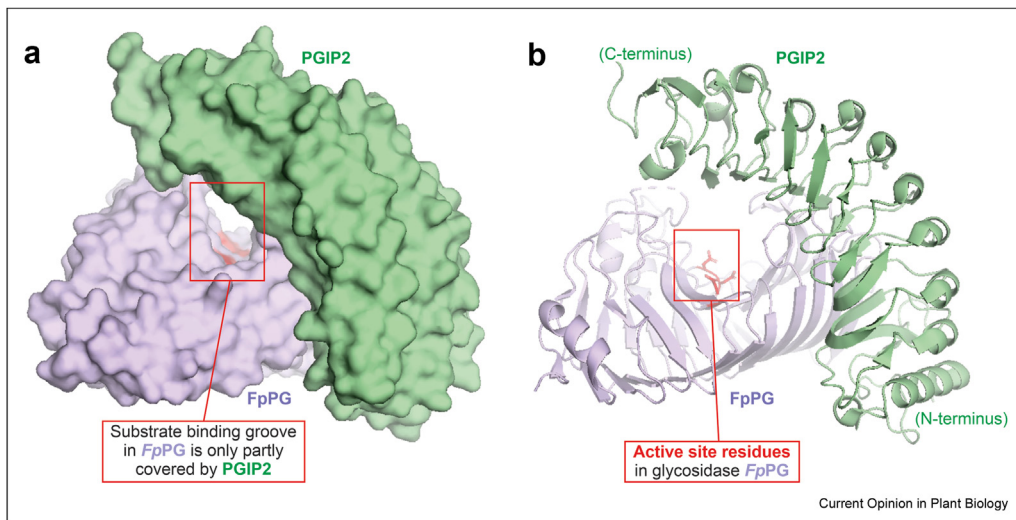 a
PGIP2
FpPG
Substrate binding groove
in FpPG is only partly
covered by PGIP2
b
(C-terminus)
PGIP2
FpPG
(N-terminus)
Active site residues
in glycosidase FpPG
Current Opinion in Plant Biology